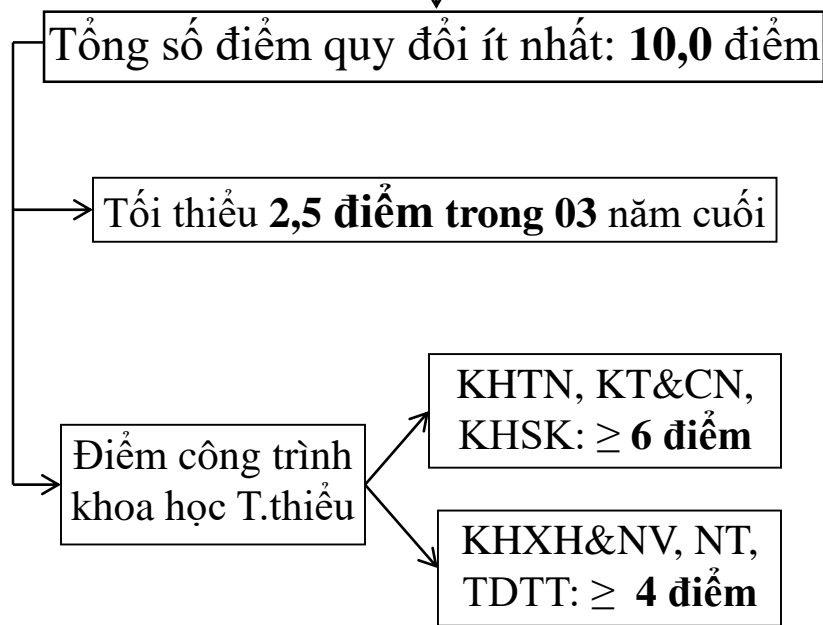 Tổng số điểm quy đổi ít nhất: 10,0 điểm
Tối thiểu 2,5 điểm trong 03 năm cuối
Điểm công trình
khoa học T.thiểu
KHTN, KT&CN,
KHSK: ≥ 6 điểm
KHXH&NV, NT,
TDTT: ≥ 4 điểm